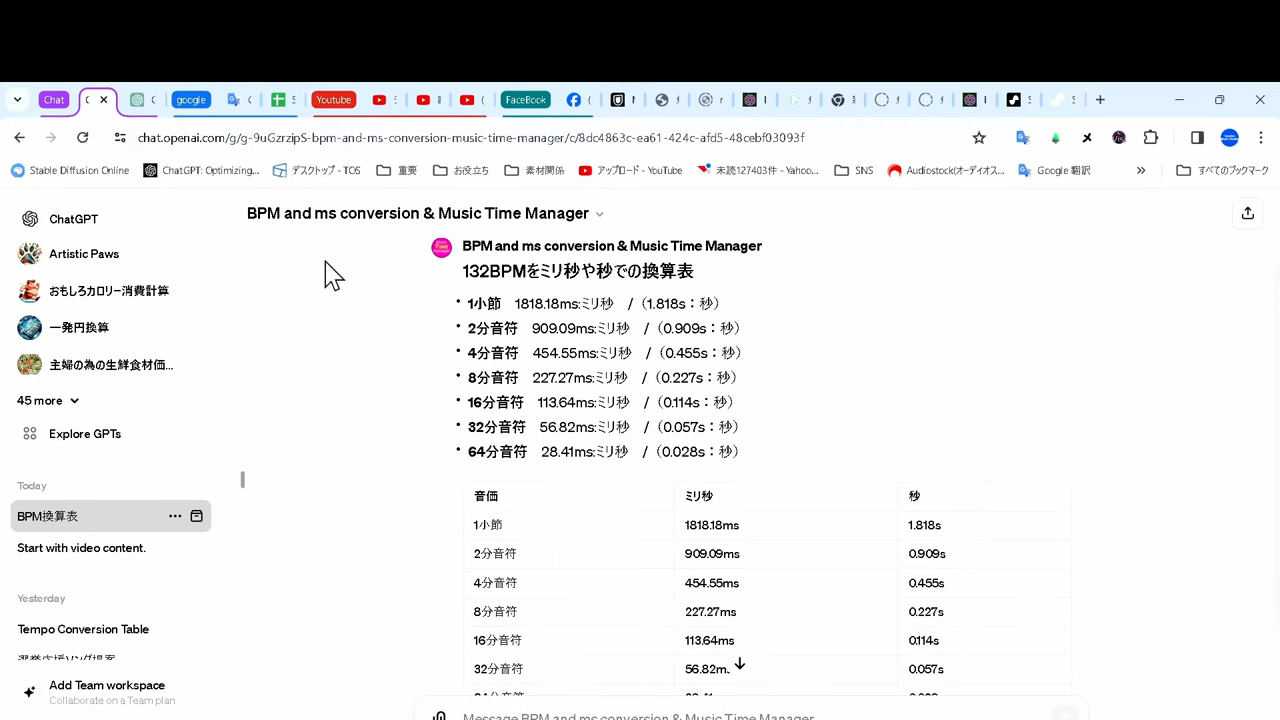 Chat
google
Youtube
FaceBook
chat.openai.com/g/g-9uGzrzipS-bpm-and-ms-conversion-music-time-manager/c/8dc4863c-ea61-424c-afd5-48cebf03093f
Stable Diffusion Online
ChatGPT: Optimizing...
デスクトップ - TOS
重要
お役立ち
素材関係
アップロード - YouTube
未読127403件 - Yahoo...
SNS
Audiostock(オーディオス...
Google 翻訳
すべてのブックマーク
ChatGPT
Artistic Paws
おもしろカロリー消費計算
一発円換算
主婦の為の生鮮食材価...
45 more
Explore GPTs
Today
BPM換算表
Start with video content.
Yesterday
Tempo Conversion Table
Add Team workspace
Collaborate on a Team plan
BPM and ms conversion & Music Time Manager
BPM and ms conversion & Music Time Manager
132BPMをミリ秒や秒での換算表
• 1小節 1818.18ms:ミリ秒 /（1.818s：秒）
• 2分音符 909.09ms:ミリ秒 /（0.909s：秒）
• 4分音符 454.55ms:ミリ秒 /（0.455s：秒）
• 8分音符 227.27ms:ミリ秒 /（0.227s：秒）
• 16分音符 113.64ms:ミリ秒 /（0.114s：秒）
• 32分音符 56.82ms:ミリ秒 /（0.057s：秒）
• 64分音符 28.41ms:ミリ秒 /（0.028s：秒）
音価 ミリ秒 秒
1小節 1818.18ms 1.818s
2分音符 909.09ms 0.909s
4分音符 454.55ms 0.455s
8分音符 227.27ms 0.227s
16分音符 113.64ms 0.114s
32分音符 56.82m 0.057s
Message BPM and ms conversion & Music Time Manager